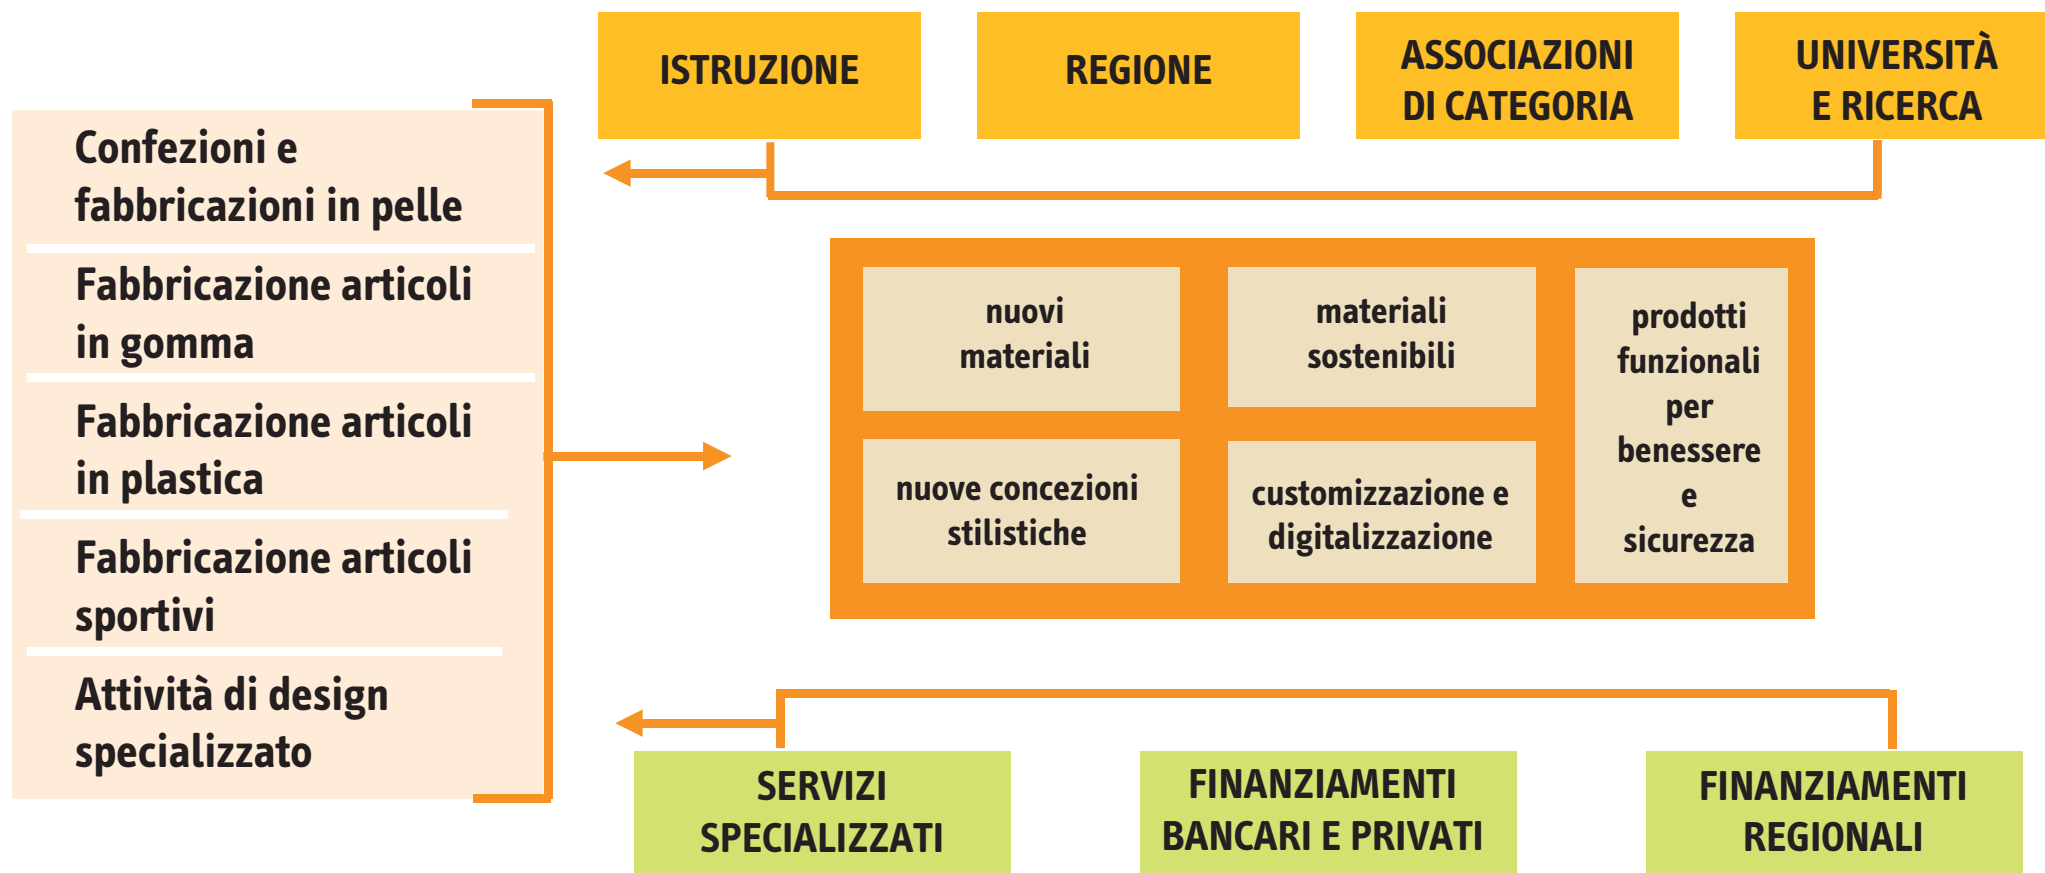 ISTRUZIONE
REGIONE
ASSOCIAZIONI
DI CATEGORIA
UNIVERSITÀ
E RICERCA
Confezioni e
fabbricazioni in pelle
Fabbricazione articoli
in gomma
Fabbricazione articoli
in plastica
Fabbricazione articoli
sportivi
Attività di design
specializzato
nuovi
materiali
materiali
sostenibili
prodotti
funzionali
per
benessere
e
sicurezza
nuove concezioni
stilistiche
customizzazione e
digitalizzazione
SERVIZI
SPECIALIZZATI
FINANZIAMENTI
BANCARI E PRIVATI
FINANZIAMENTI
REGIONALI